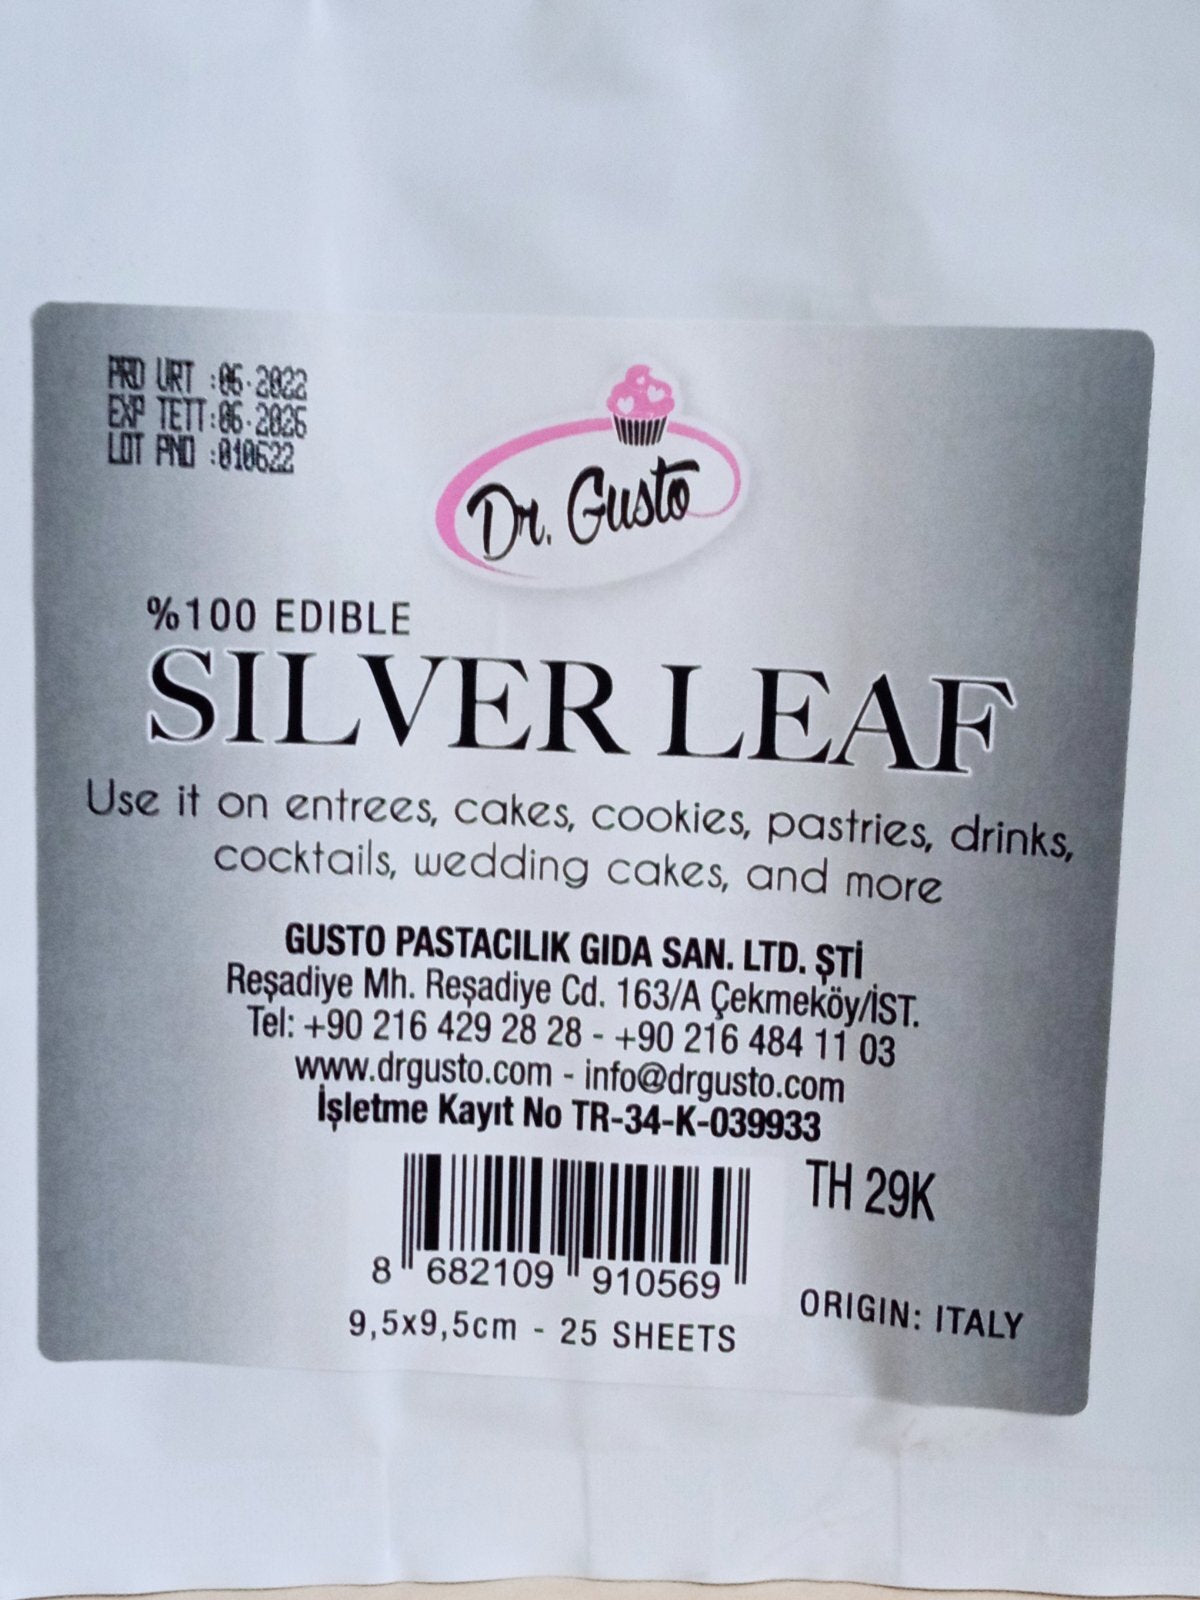 PRD URT :06.2022
EXP TETT:06.2026
LOT PNO :010622
Dr. Gusto
%100 EDIBLE
SILVER LEAF
Use it on entrees, cakes, cookies, pastries, drinks,
cocktails, wedding cakes, and more
GUSTO PASTACILIK GIDA SAN. LTD. ŞTİ
Reşadiye Mh. Reşadiye Cd. 163/A Çekmeköy/İST.
Tel: +90 216 429 28 28 - +90 216 484 11 03
www.drgusto.com - info@drgusto.com
İşletme Kayıt No TR-34-K-039933
TH 29K
8 682109 910569
ORIGIN: ITALY
9,5x9,5cm - 25 SHEETS